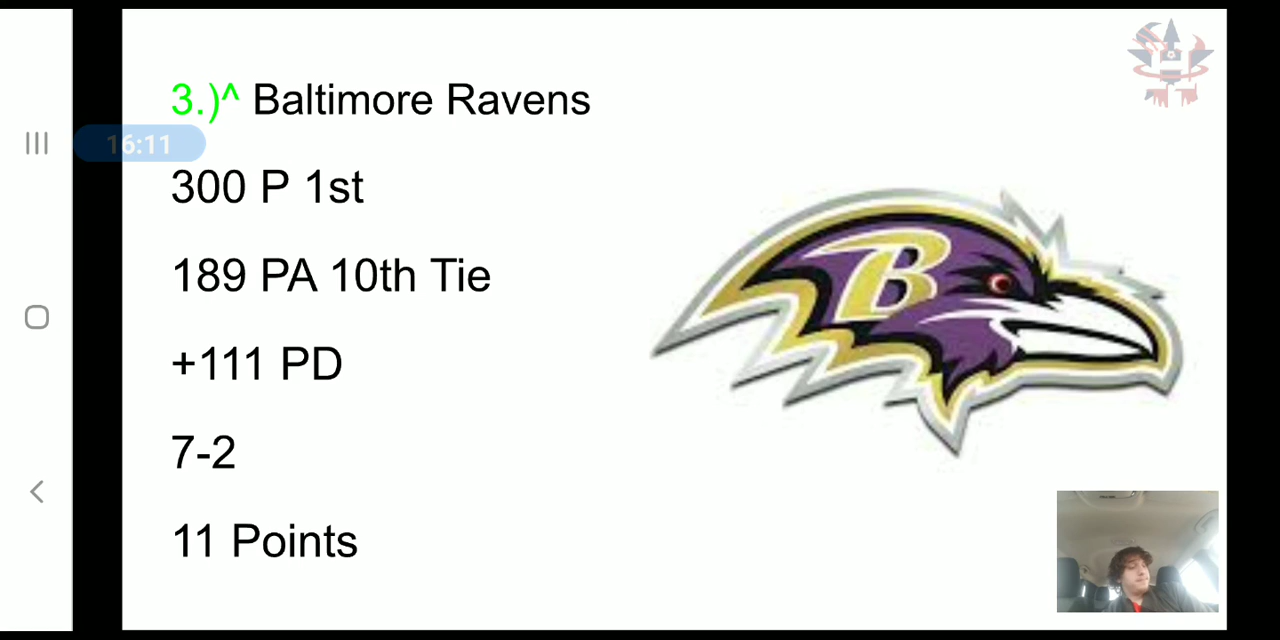 3.)^ Baltimore Ravens
16:11
300 P 1st
189 PA 10th Tie
+111 PD
7-2
11 Points
B